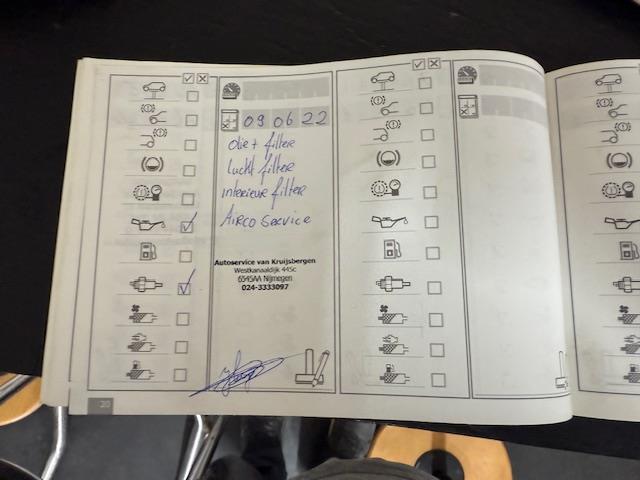 09 06 22
olie + filter
lucht filter
interieur filter
AIRCO service
Autoservice van Kruijsbergen
Westkanaaldijk 445c
6545AA Nijmegen
024-3333097
20